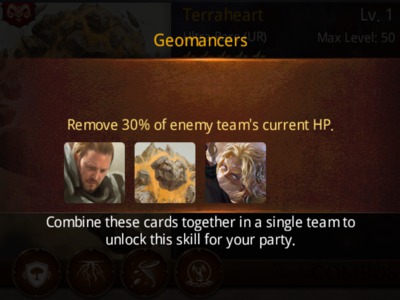 Terraheart
Lv. 1
(UR)
Max Level: 50
Geomancers
Remove 30% of enemy team's current HP.
Combine these cards together in a single team to
unlock this skill for your party.